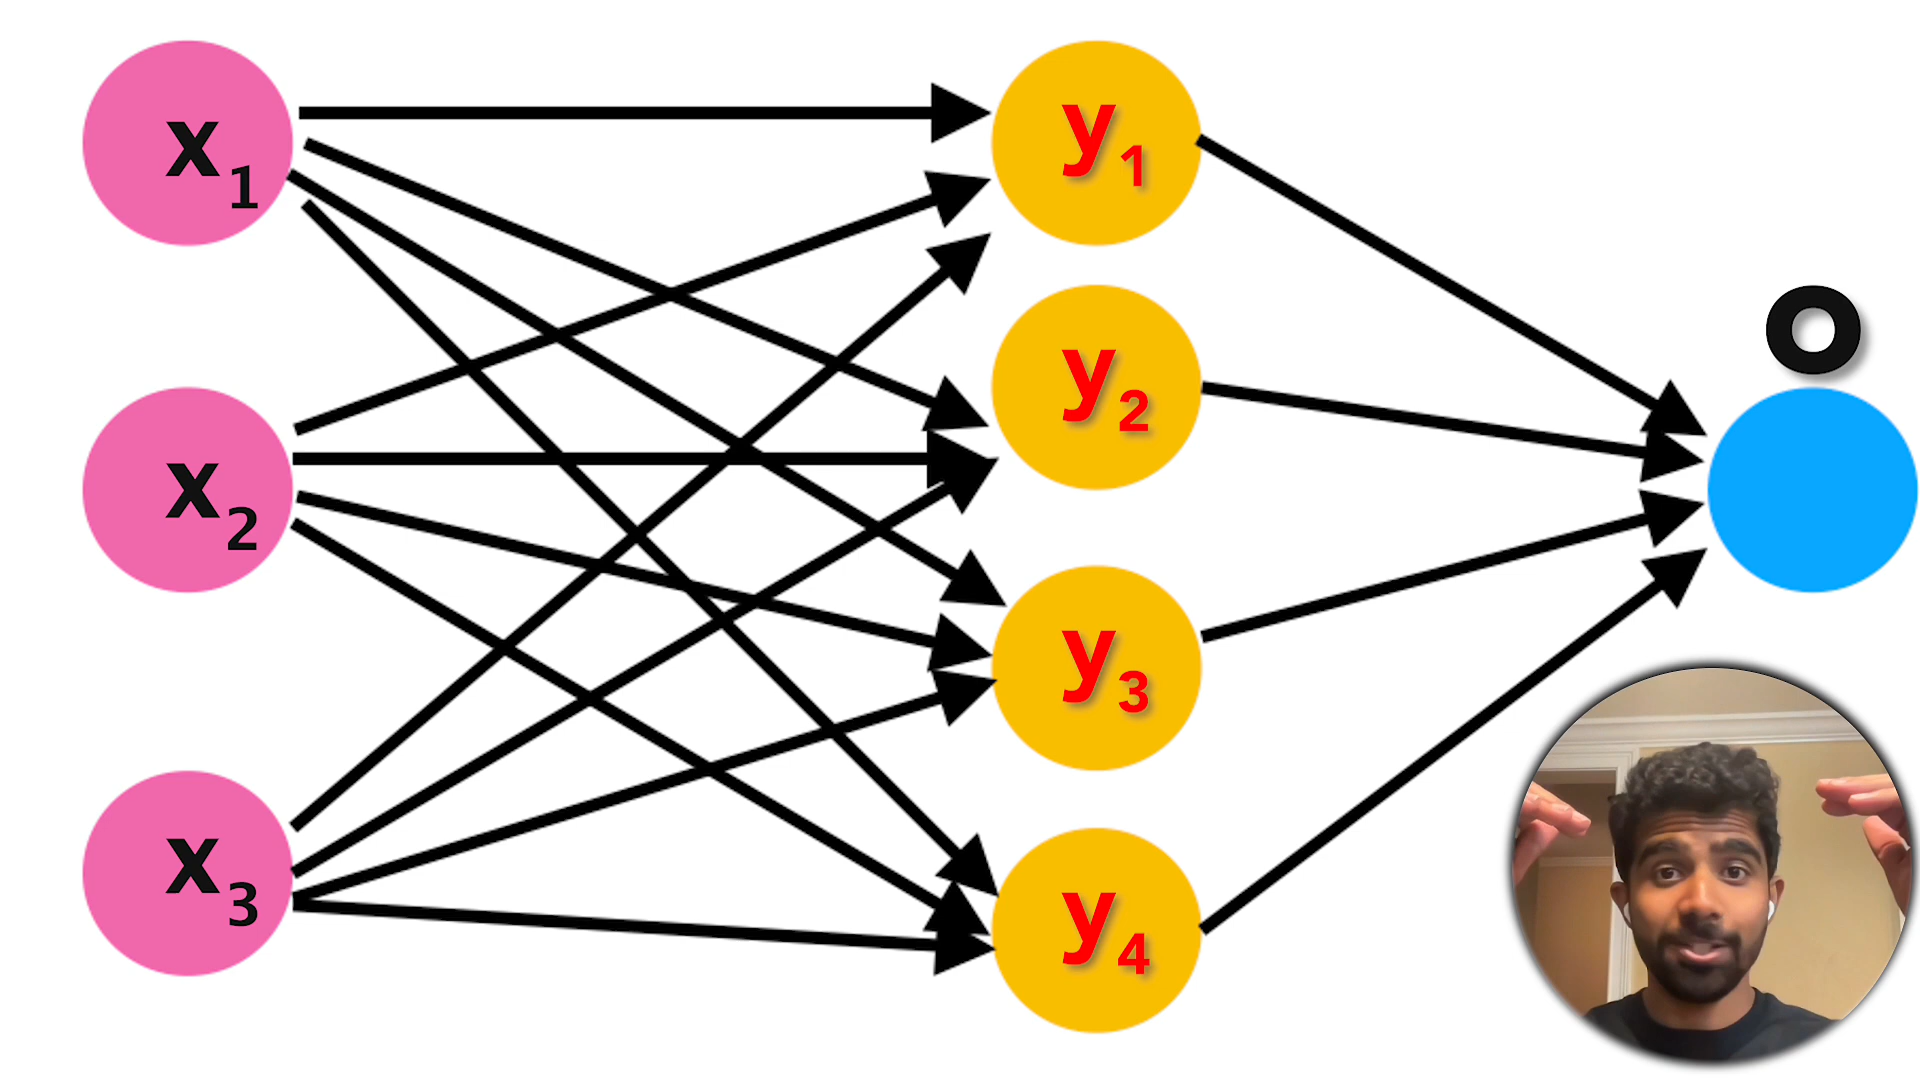 x₁
x₂
x₃
y₁
y₂
y₃
y₄
O